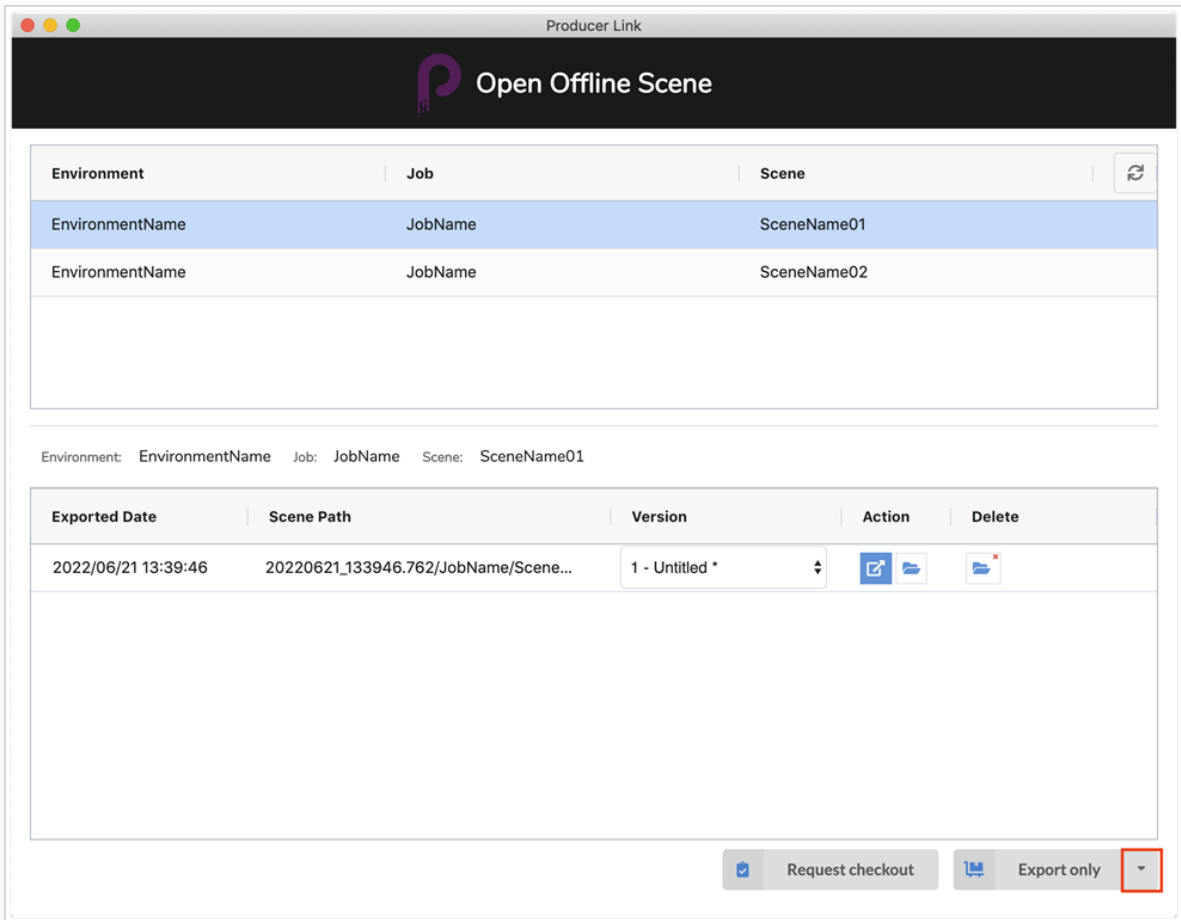 Producer Link
Open Offline Scene
Environment Job Scene
EnvironmentName JobName SceneName01
EnvironmentName JobName SceneName02
Environment: EnvironmentName Job: JobName Scene: SceneName01
Exported Date Scene Path Version Action Delete
2022/06/21 13:39:46 20220621_133946.762/JobName/Scene... 1 - Untitled *
Request checkout Export only